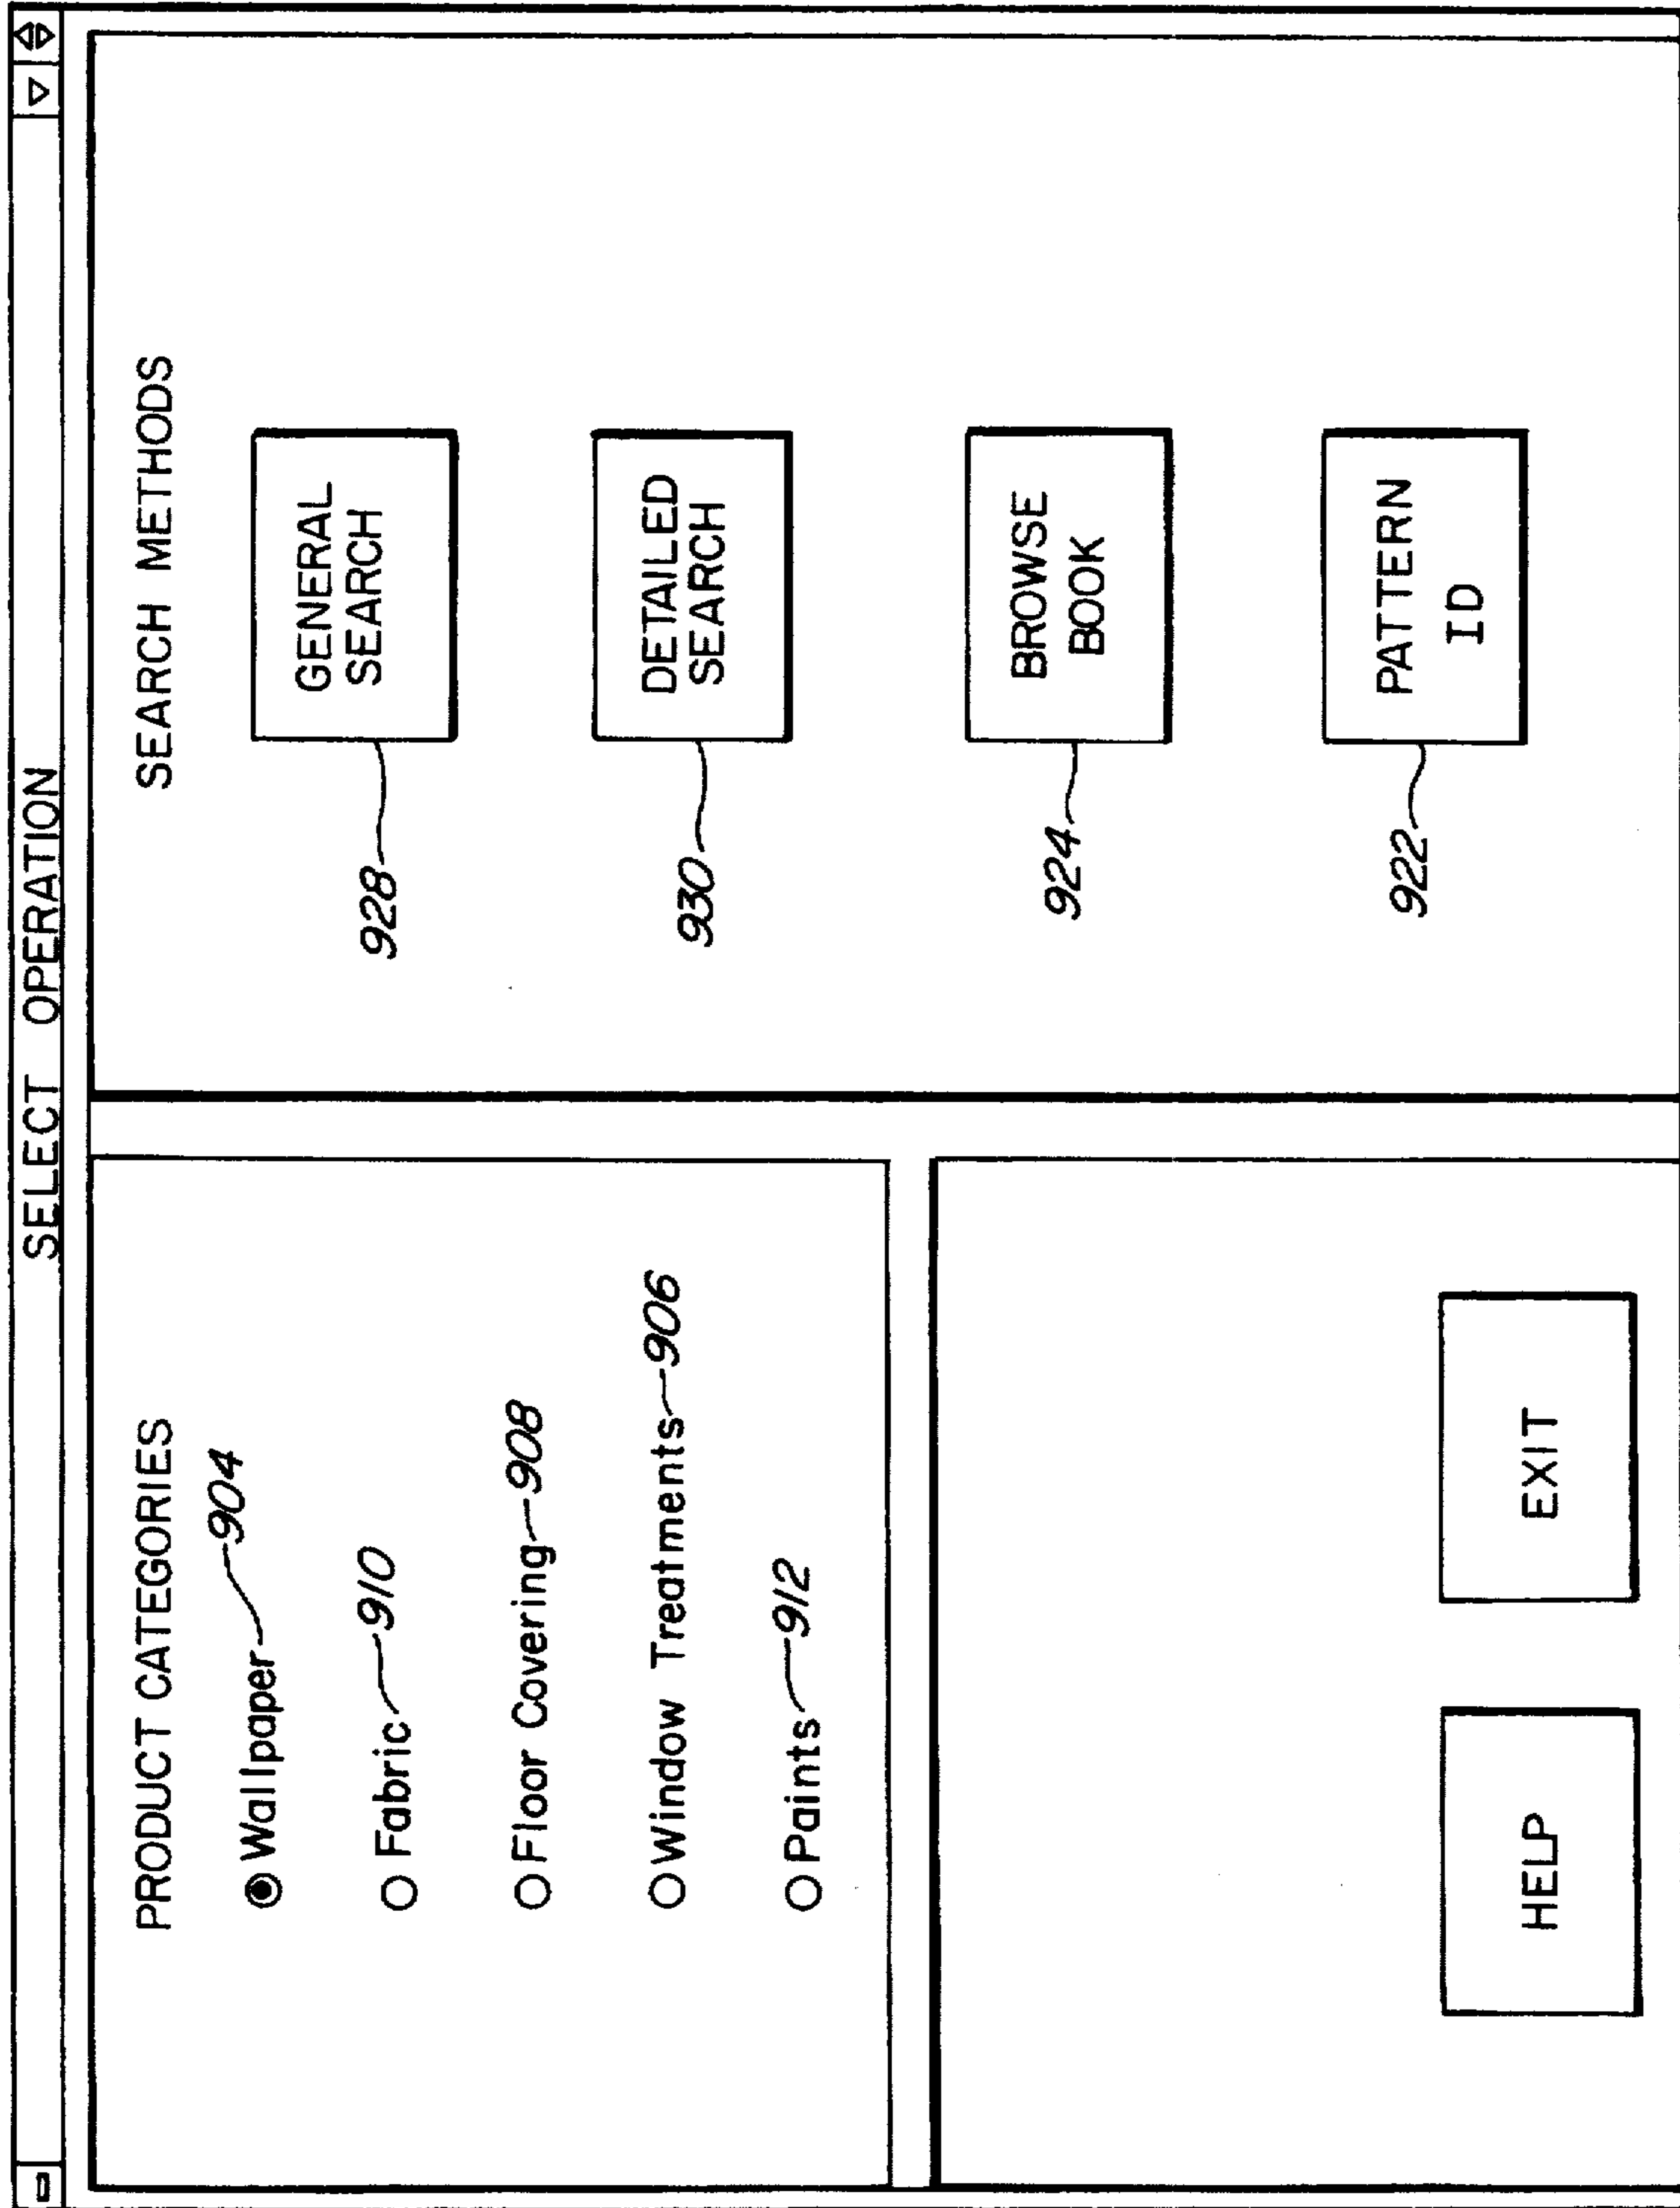 SELECT OPERATION
PRODUCT CATEGORIES
Wallpaper 904
Fabric 910
Floor Covering 908
Window Treatments 906
Paints 912
HELP
EXIT
SEARCH METHODS
928
GENERAL
SEARCH
930
DETAILED
SEARCH
924
BROWSE
BOOK
922
PATTERN
ID